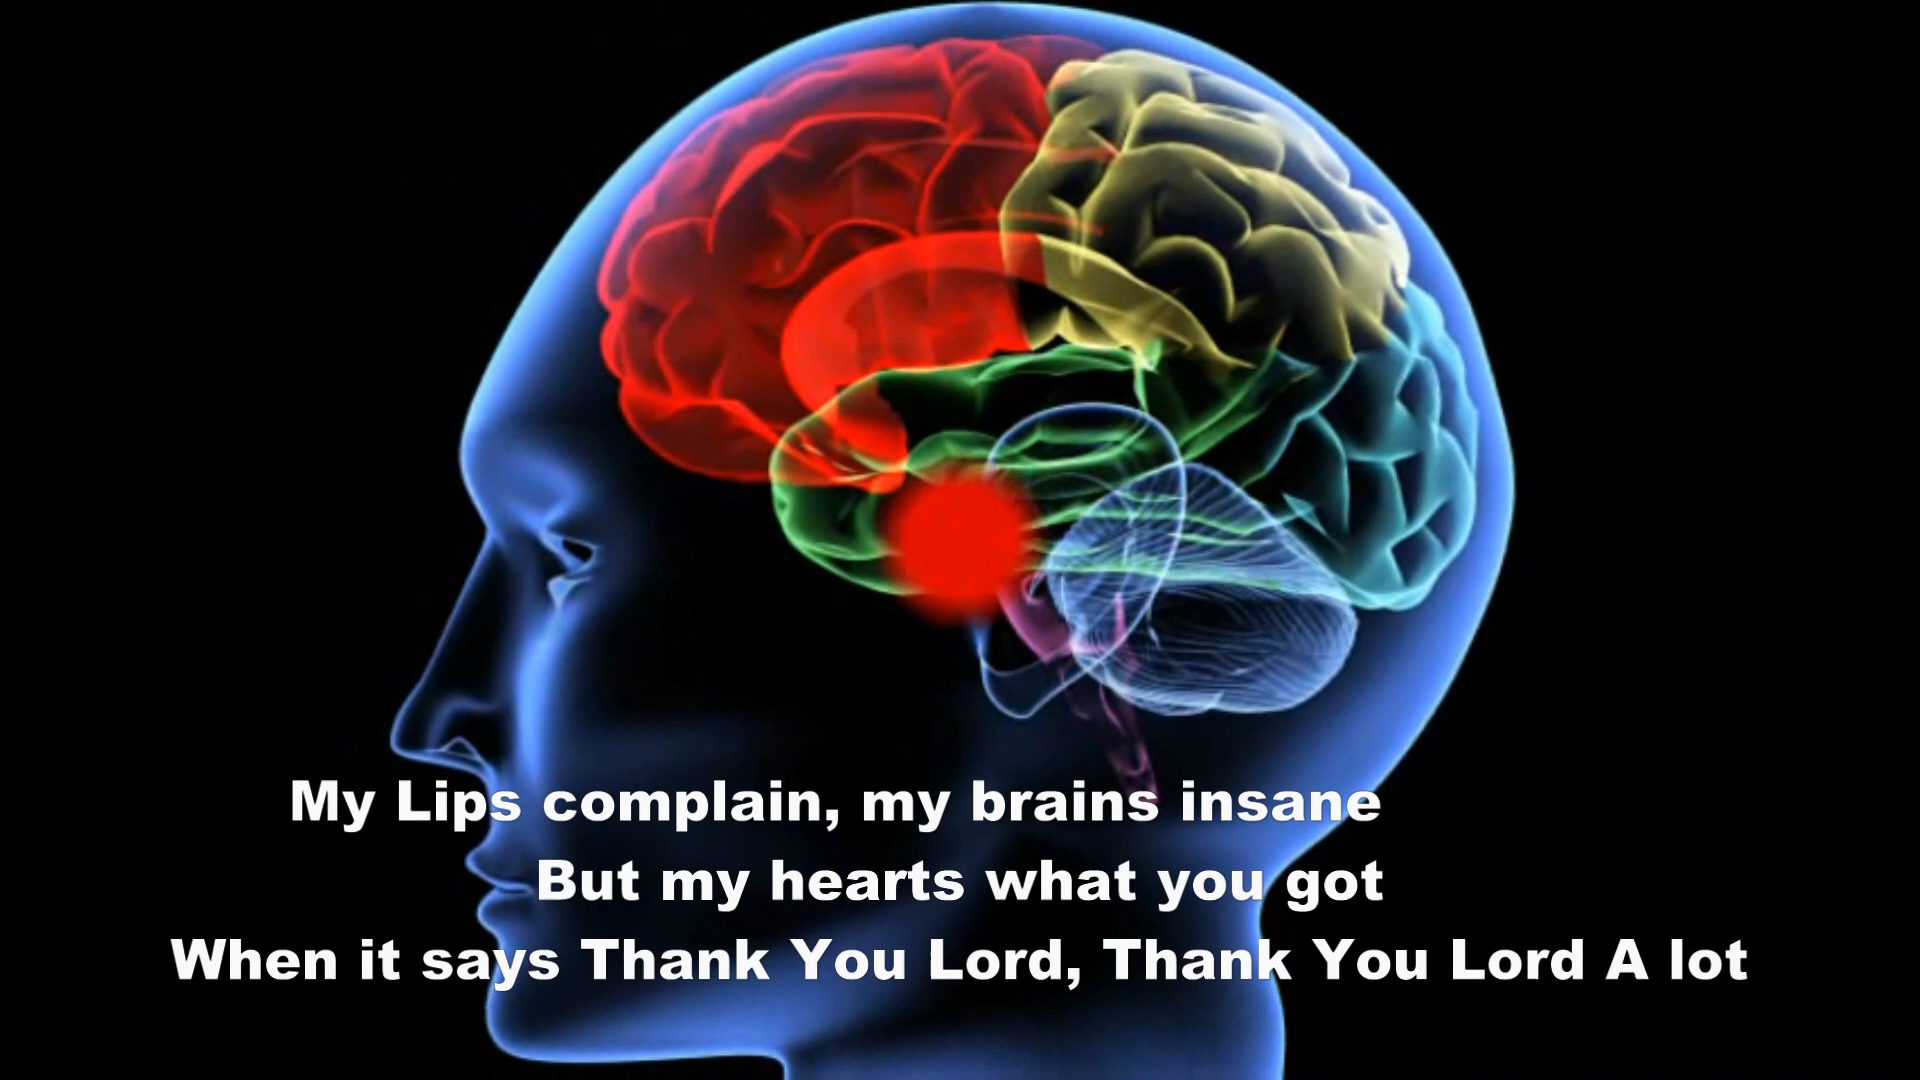 My Lips complain, my brains insane
But my hearts what you got
When it says Thank You Lord, Thank You Lord A lot